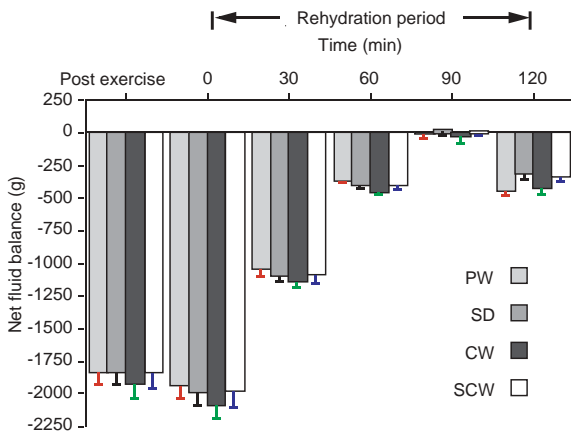 Rehydration period
Time (min)
Post exercise 0 30 60 90 120
Net fluid balance (g)
250
0
-250
-500
-750
-1000
-1250
-1500
-1750
-2000
-2250
PW
SD
CW
SCW